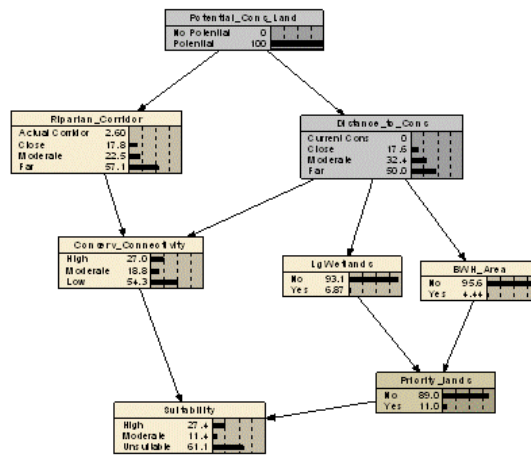 Potential_Cons_Land
No Potential 0
Potential 100
Riparian_Corridor
Actual Corridor 2.60
Close 17.8
Moderate 22.5
Far 57.1
Distance_to_Cons
Current Cons 0
Close 17.6
Moderate 32.4
Far 50.0
Conserv_Connectivity
High 27.0
Moderate 18.8
Low 54.3
LgWetlands
No 93.1
Yes 6.87
BWH_Area
No 95.6
Yes 4.44
Priority_lands
No 89.0
Yes 11.0
Suitability
High 27.4
Moderate 11.4
Unsuitable 61.1